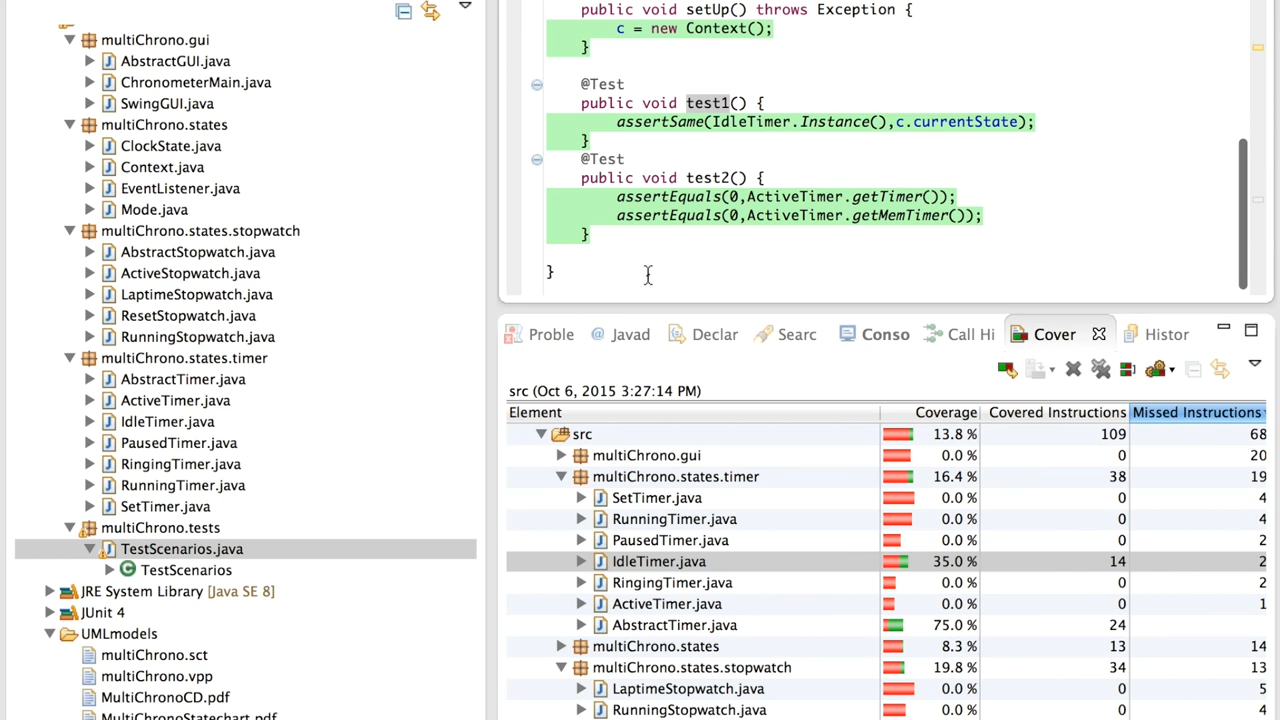 multiChrono.gui
AbstractGUI.java
ChronometerMain.java
SwingGUI.java
multiChrono.states
ClockState.java
Context.java
EventListener.java
Mode.java
multiChrono.states.stopwatch
AbstractStopwatch.java
ActiveStopwatch.java
LaptimeStopwatch.java
ResetStopwatch.java
RunningStopwatch.java
multiChrono.states.timer
AbstractTimer.java
ActiveTimer.java
IdleTimer.java
PausedTimer.java
RingingTimer.java
RunningTimer.java
SetTimer.java
multiChrono.tests
TestScenarios.java
TestScenarios
JRE System Library [Java SE 8]
JUnit 4
UMLmodels
multiChrono.sct
multiChrono.vpp
MultiChronoCD.pdf
MultiChronoStatechart.pdf
public void setUp() throws Exception {
c = new Context();
}
@Test
public void test1() {
assertSame(IdleTimer.Instance(),c.currentState);
}
@Test
public void test2() {
assertEquals(0,ActiveTimer.getTimer());
assertEquals(0,ActiveTimer.getMemTimer());
}
}
Proble @ Javad Declar Searc Conso Call Hi Cover Histor
src (Oct 6, 2015 3:27:14 PM)
Element Coverage Covered Instructions Missed Instructions
src 13.8 % 109 68
multiChrono.gui 0.0 % 0 20
multiChrono.states.timer 16.4 % 38 19
SetTimer.java 0.0 % 0 4
RunningTimer.java 0.0 % 0 4
PausedTimer.java 0.0 % 0 2
IdleTimer.java 35.0 % 14 2
RingingTimer.java 0.0 % 0 2
ActiveTimer.java 0.0 % 0 1
AbstractTimer.java 75.0 % 24
multiChrono.states 8.3 % 13 14
multiChrono.states.stopwatch 19.8 % 34 13
LaptimeStopwatch.java 0.0 % 0 5
RunningStopwatch.java 0.0 % 0 4